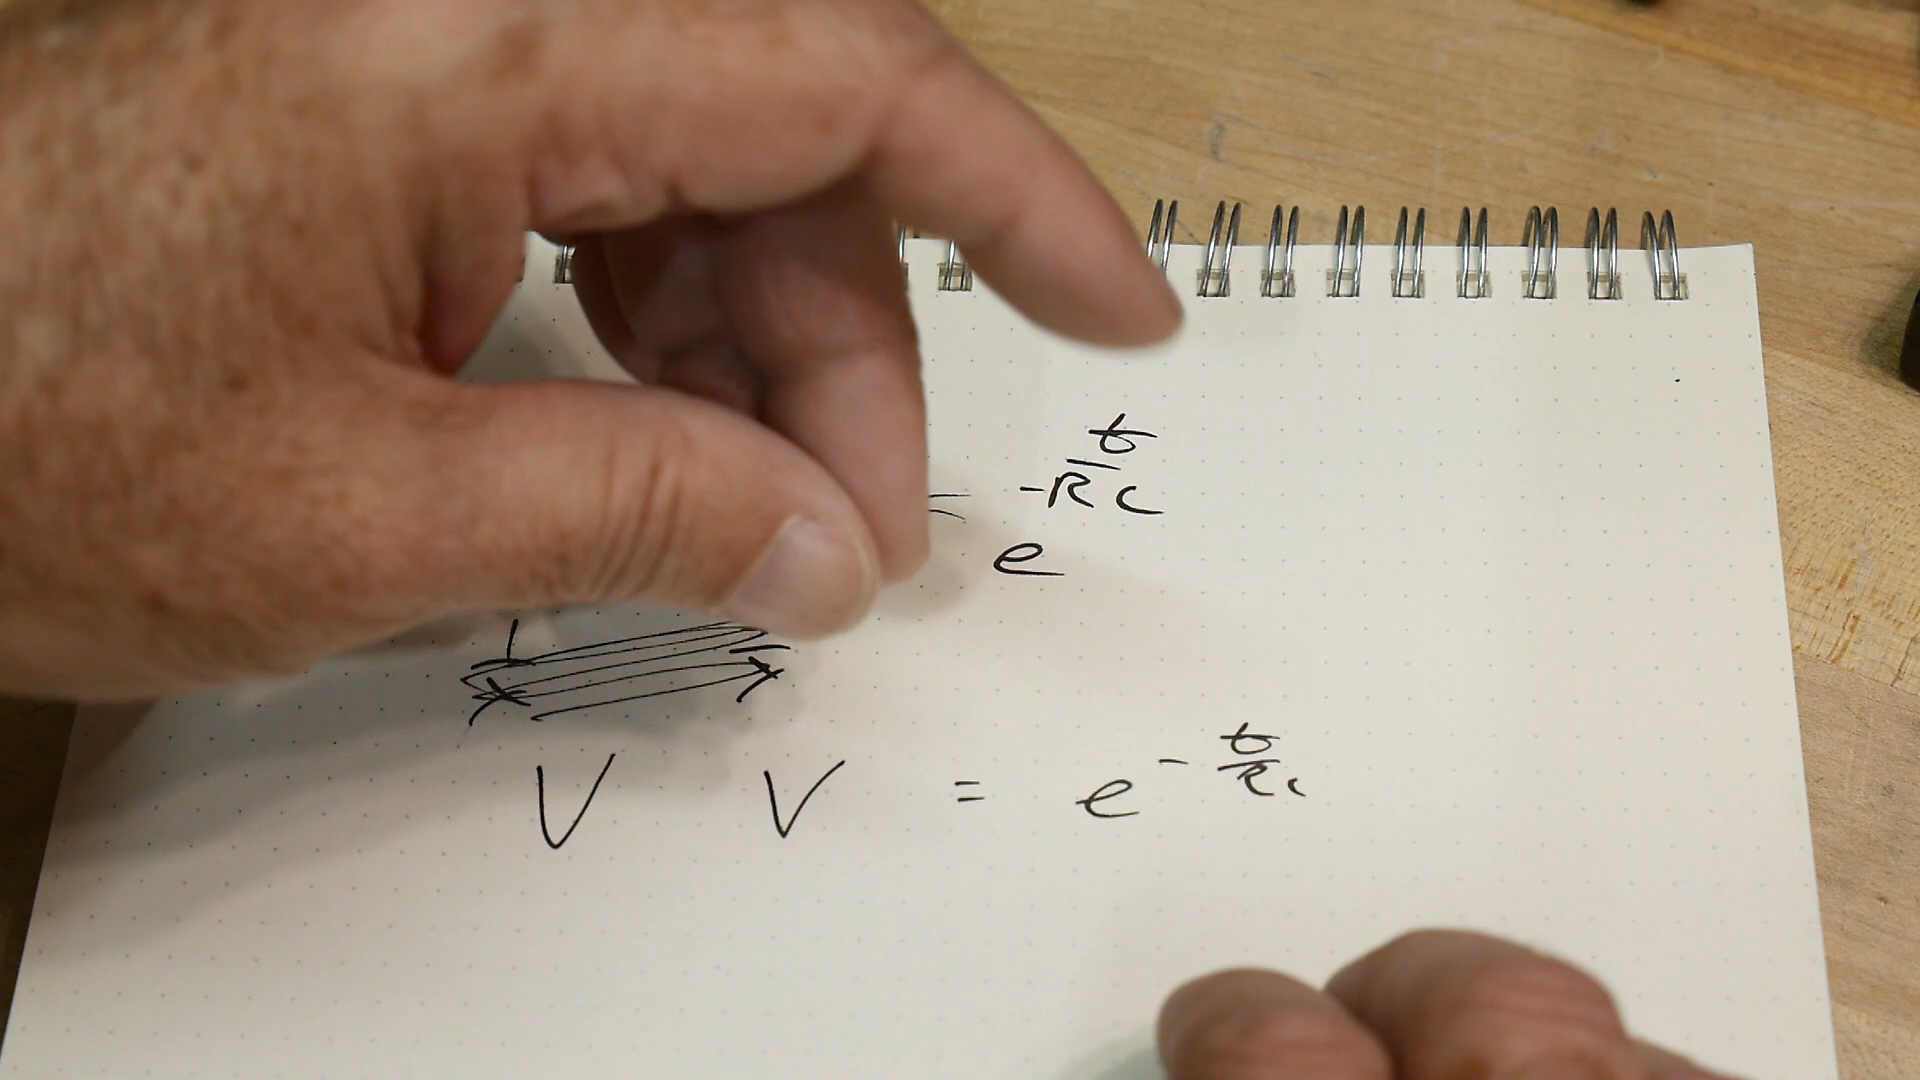 = e^-t/RC
V V = e^-t/RC